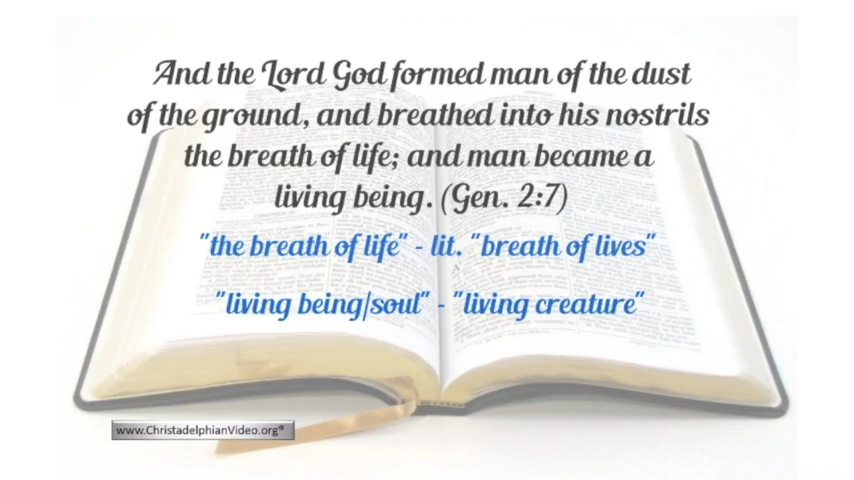 And the Lord God formed man of the dust
of the ground, and breathed into his nostrils
the breath of life; and man became a
living being. (Gen. 2:7)
"the breath of life" - lit. "breath of lives"
"living being/soul" - "living creature"
www.ChristadelphianVideo.org®